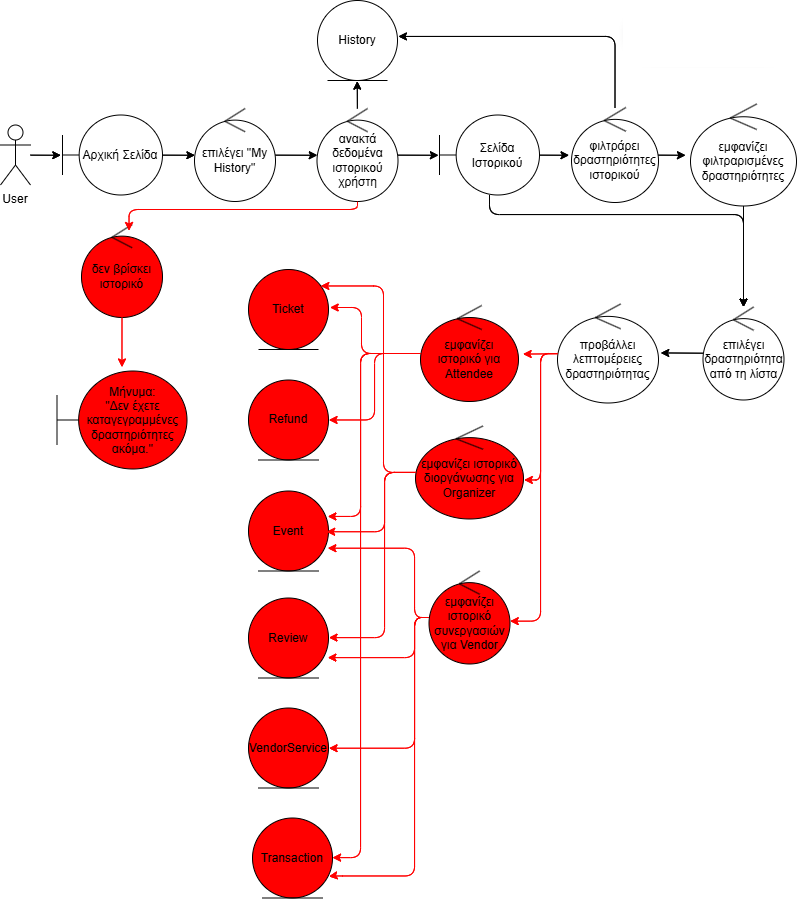 History
User
Αρχική Σελίδα
επιλέγει "My
History"
ανακτά
δεδομένα
ιστορικού
χρήστη
Σελίδα
Ιστορικού
φιλτράρει
δραστηριότητες
ιστορικού
εμφανίζει
φιλτραρισμένες
δραστηριότητες
δεν βρίσκει
ιστορικό
Μήνυμα:
"Δεν έχετε
καταγεγραμμένες
δραστηριότητες
ακόμα."
Ticket
εμφανίζει
ιστορικό για
Attendee
προβάλλει
λεπτομέρειες
δραστηριότητας
επιλέγει
δραστηριότητα
από τη λίστα
Refund
εμφανίζει ιστορικό
διοργάνωσης για
Organizer
Event
εμφανίζει
ιστορικό
συνεργασιών
για Vendor
Review
VendorService
Transaction